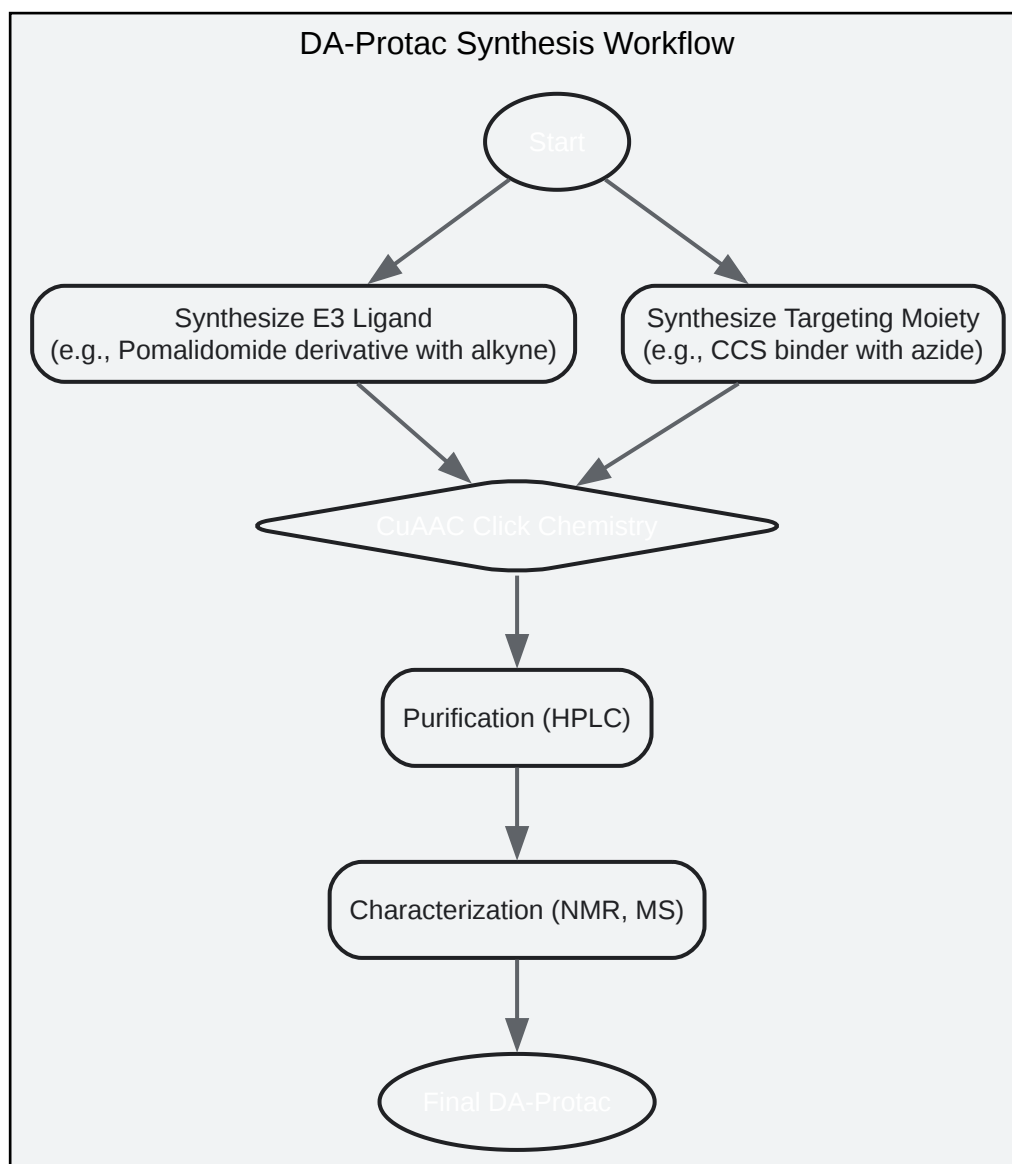 DA-Protac Synthesis Workflow
Start
Synthesize E3 Ligand
(e.g., Pomalidomide derivative with alkyne)
Synthesize Targeting Moiety
(e.g., CCS binder with azide)
CuAAC Click Chemistry
Purification (HPLC)
Characterization (NMR, MS)
Final DA-Protac